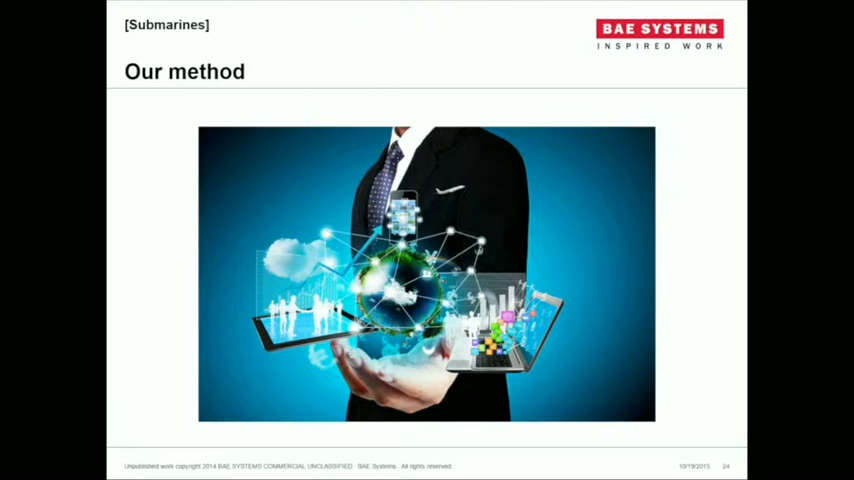 [Submarines]
BAE SYSTEMS
INSPIRED WORK
Our method
Unpublished work copyright 2014 BAE SYSTEMS COMMERCIAL UNCLASSIFIED BAE Systems. All rights reserved
10/19/2015 24